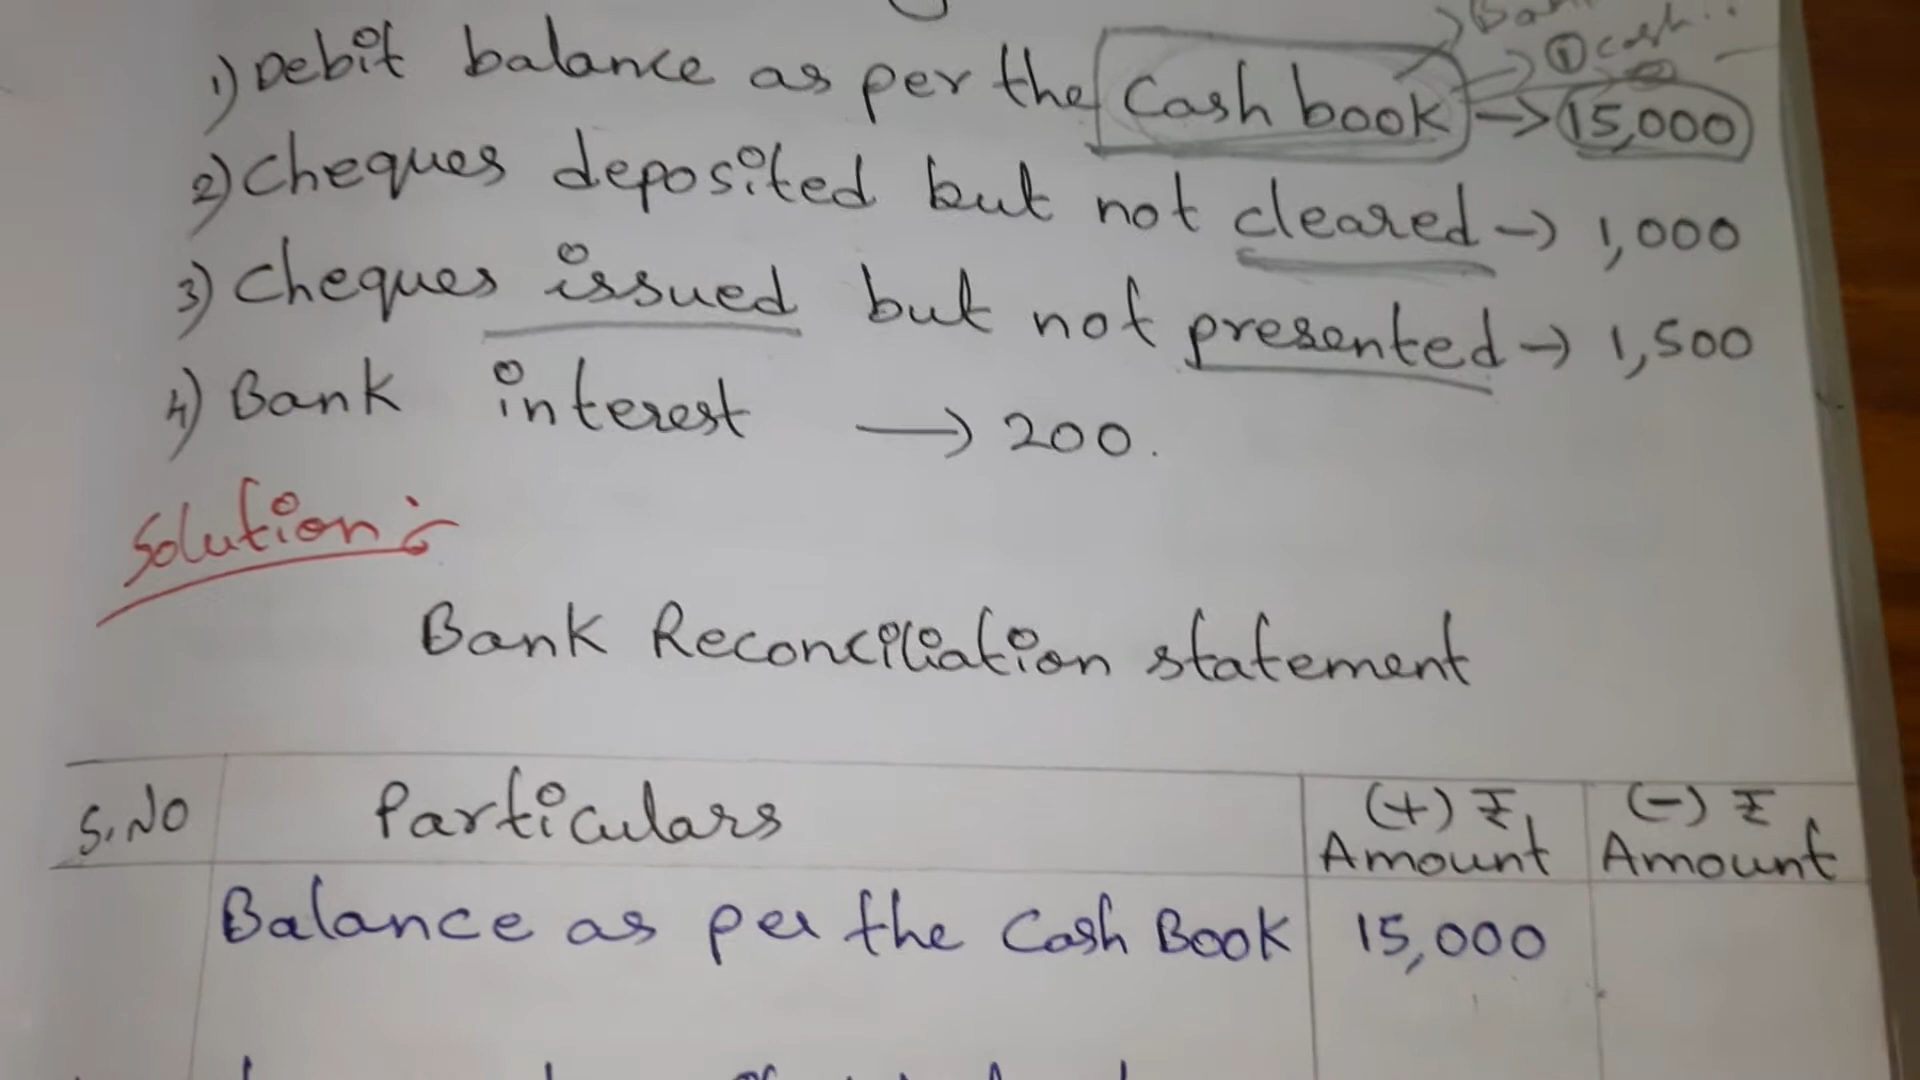 1) Debit balance as per the Cash book → 15,000
① cash..
2) Cheques deposited but not cleared → 1,000
3) Cheques issued but not presented → 1,500
4) Bank interest → 200.
Solution :-
Bank Reconciliation statement
S.No Particulars (+) ₹ Amount (-) ₹ Amount
Balance as per the Cash Book 15,000